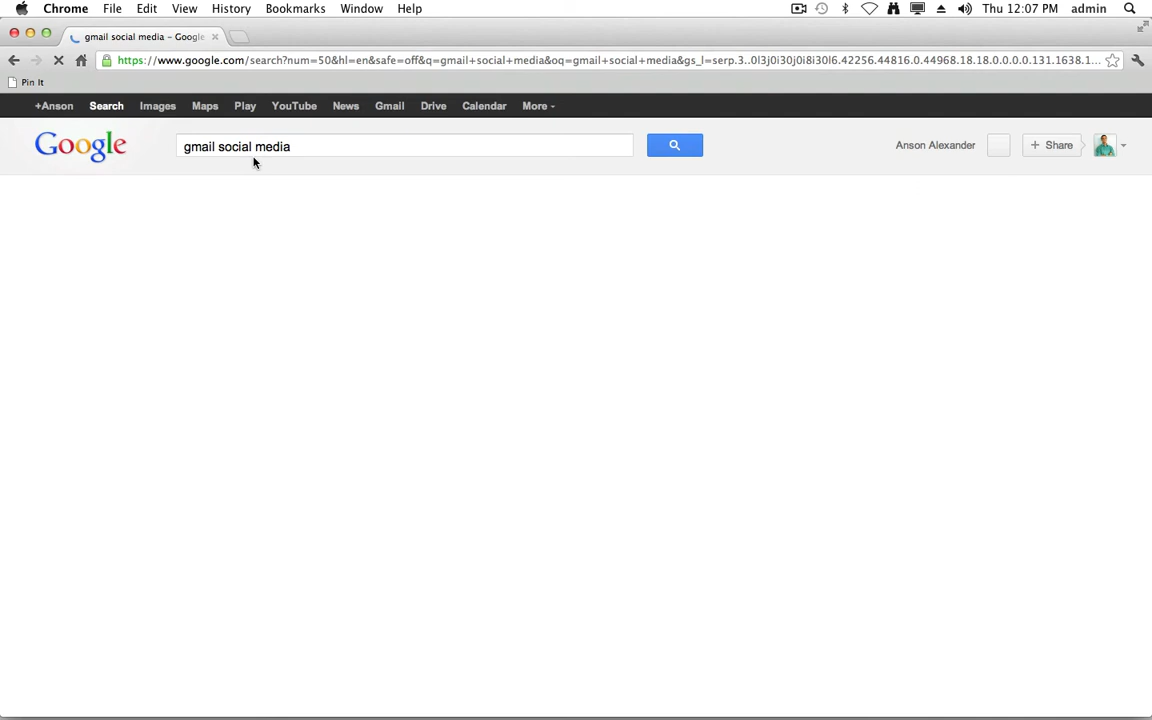 Chrome File Edit View History Bookmarks Window Help Thu 12:07 PM admin
gmail social media - Google
https://www.google.com/search?num=50&hl=en&safe=off&q=gmail+social+media&oq=gmail+social+media&gs_l=serp.3..0l3j0i30j0i8i30l6.42256.44816.0.44968.18.18.0.0.0.0.131.1638.1...
Pin It
+Anson Search Images Maps Play YouTube News Gmail Drive Calendar More
Google gmail social media Anson Alexander + Share